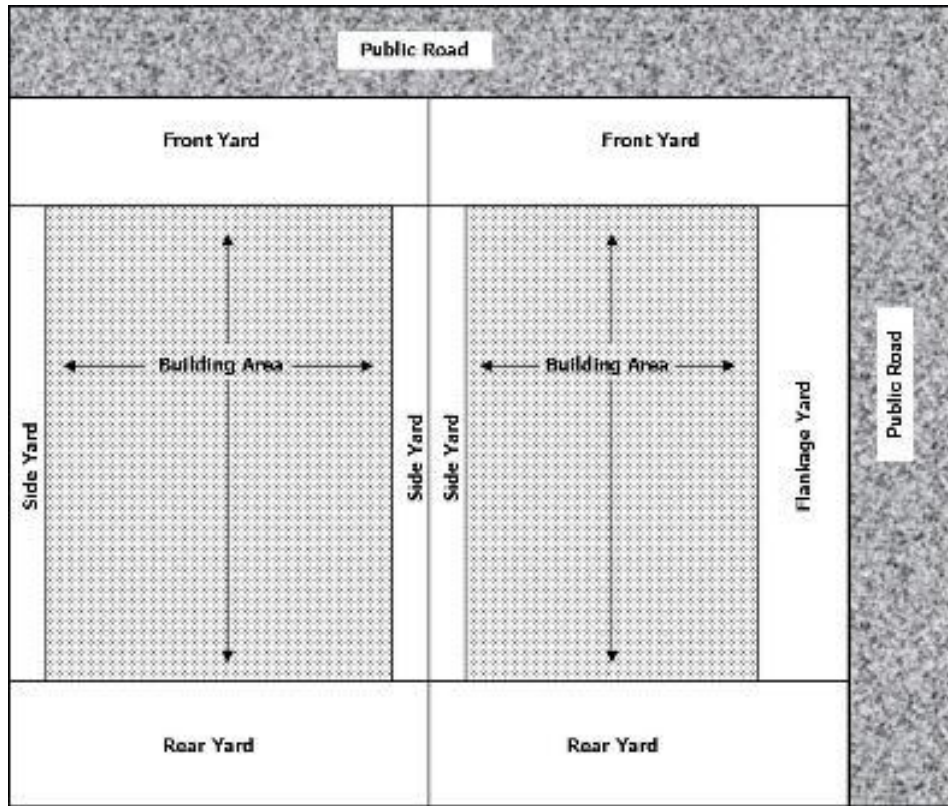 Public Road
Front Yard
Front Yard
Building Area
Building Area
Side Yard
Side Yard
Side Yard
Flankage Yard
Public Road
Rear Yard
Rear Yard